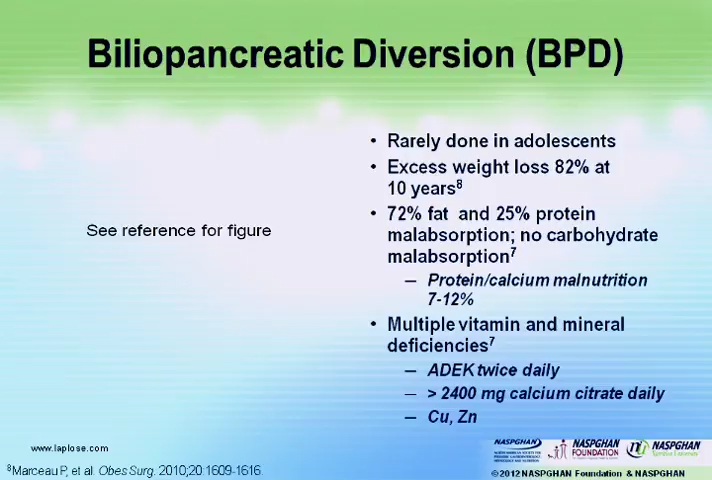 Biliopancreatic Diversion (BPD)
See reference for figure
• Rarely done in adolescents
• Excess weight loss 82% at
10 years8
• 72% fat and 25% protein
malabsorption; no carbohydrate
malabsorption7
– Protein/calcium malnutrition
7-12%
• Multiple vitamin and mineral
deficiencies7
– ADEK twice daily
– > 2400 mg calcium citrate daily
– Cu, Zn
www.laplose.com
8Marceau P, et al. Obes Surg. 2010;20:1609-1616.
NASPGHAN
NASPGHAN
FOUNDATION
NASPGHAN
©2012 NASPGHAN Foundation & NASPGHAN